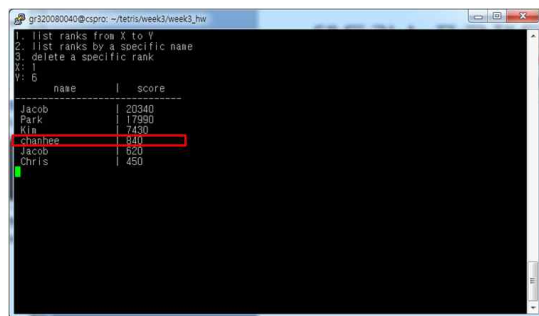 gr320080040@cspro: ~/tetris/week3/week3_hw
1. list ranks from X to Y
2. list ranks by a specific name
3. delete a specific rank
X: 1
Y: 6
name | score
----------------------------------
Jacob | 20340
Park | 17990
Kim | 7430
chanhee | 840
Jacob | 620
Chris | 450